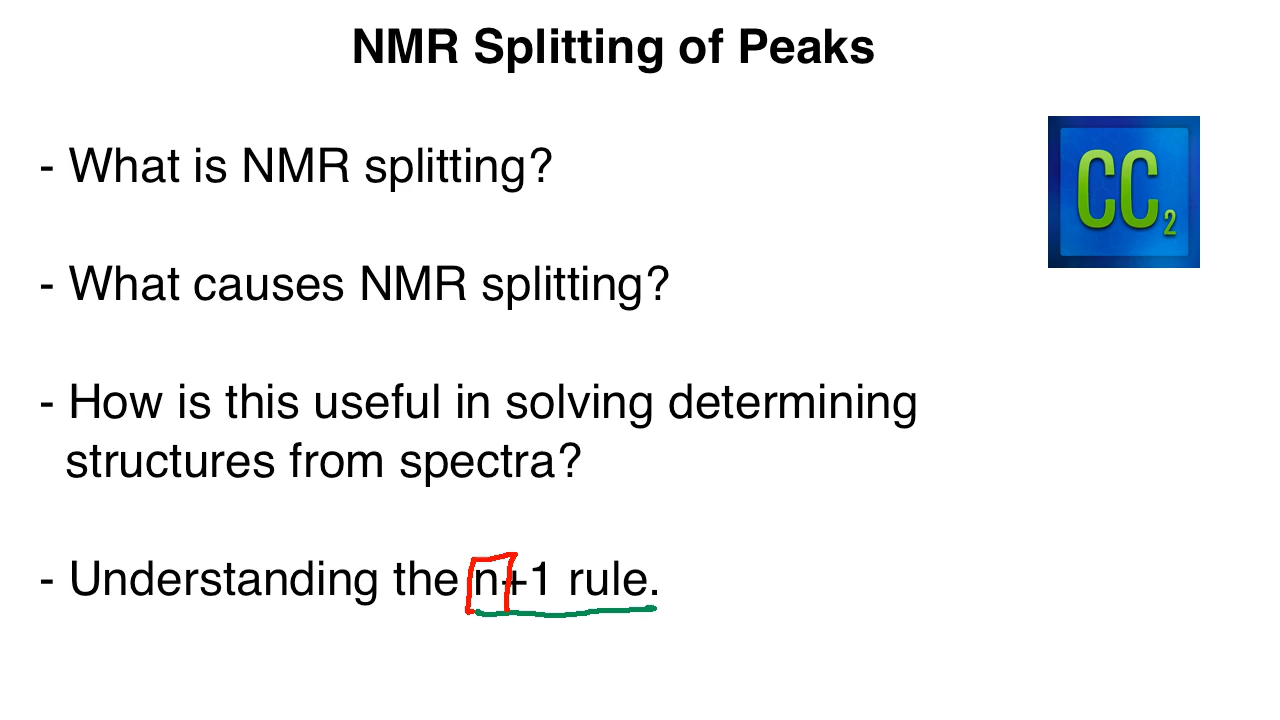 NMR Splitting of Peaks
- What is NMR splitting?
CC2
- What causes NMR splitting?
- How is this useful in solving determining
structures from spectra?
- Understanding the n+1 rule.